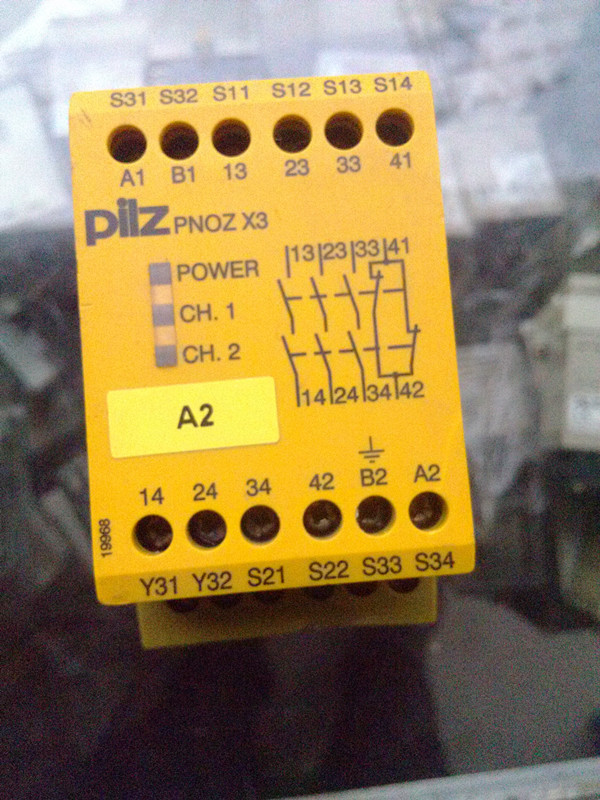 S31 S32 S11 S12 S13 S14
A1 B1 13 23 33 41
pilz PNOZ X3
13 23 33 41
POWER
CH. 1
CH. 2
14 24 34 42
A2
14 24 34 42 B2 A2
19968
Y31 Y32 S21 S22 S33 S34